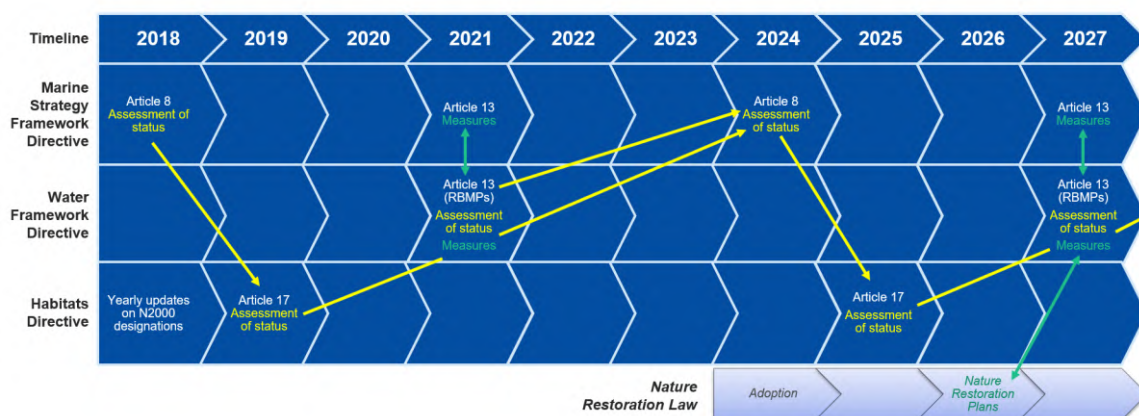 Timeline
2018
2019
2020
2021
2022
2023
2024
2025
2026
2027
Marine
Strategy
Framework
Directive
Article 8
Assessment of
status
Article 13
Measures
Article 8
Assessment
of status
Article 13
Measures
Water
Framework
Directive
Article 13
(RBMPs)
Assessment
of status
Measures
Article 13
(RBMPs)
Assessment
of status
Measures
Habitats
Directive
Yearly updates
on N2000
designations
Article 17
Assessment
of status
Article 17
Assessment
of status
Nature
Restoration Law
Adoption
Nature
Restoration
Plans